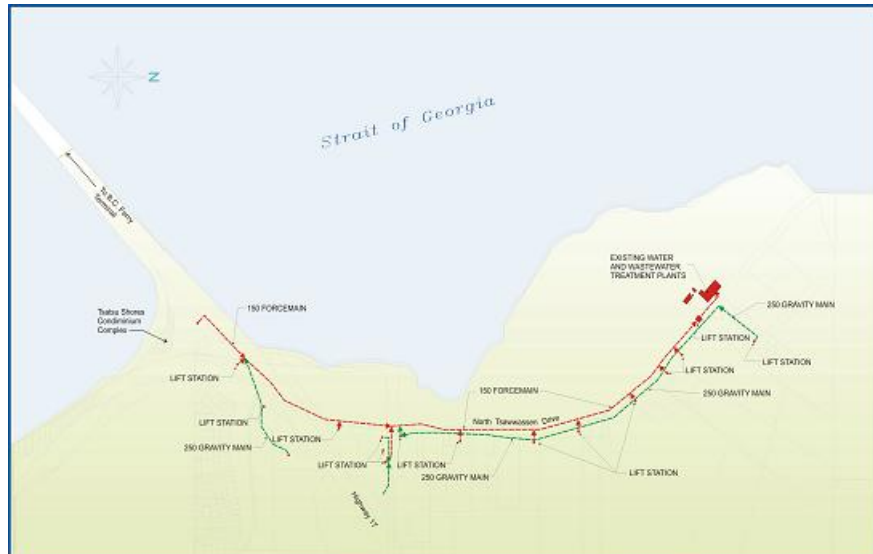 N
Strait of Georgia
To B.C. Ferry
Terminal
EXISTING WATER
AND WASTEWATER
TREATMENT PLANTS
Tsatsu Shores
Condiminium
Complex
150 FORCEMAIN
250 GRAVITY MAIN
LIFT STATION
LIFT STATION
LIFT STATION
LIFT STATION
150 FORCEMAIN
250 GRAVITY MAIN
LIFT STATION
North Tsawwassen Drive
250 GRAVITY MAIN
LIFT STATION
LIFT STATION
LIFT STATION
LIFT STATION
250 GRAVITY MAIN
Highway 17